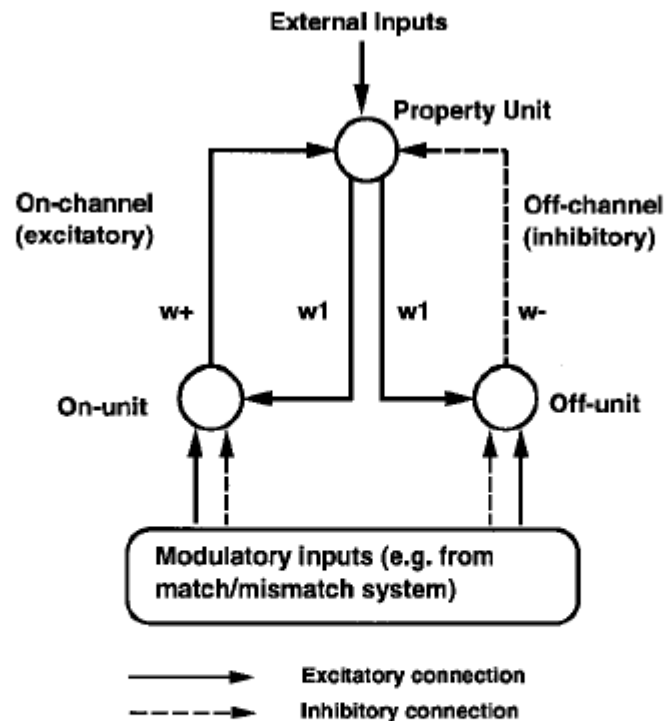 External Inputs
Property Unit
On-channel
(excitatory)
Off-channel
(inhibitory)
w+
w1
w1
w-
On-unit
Off-unit
Modulatory inputs (e.g. from
match/mismatch system)
Excitatory connection
Inhibitory connection